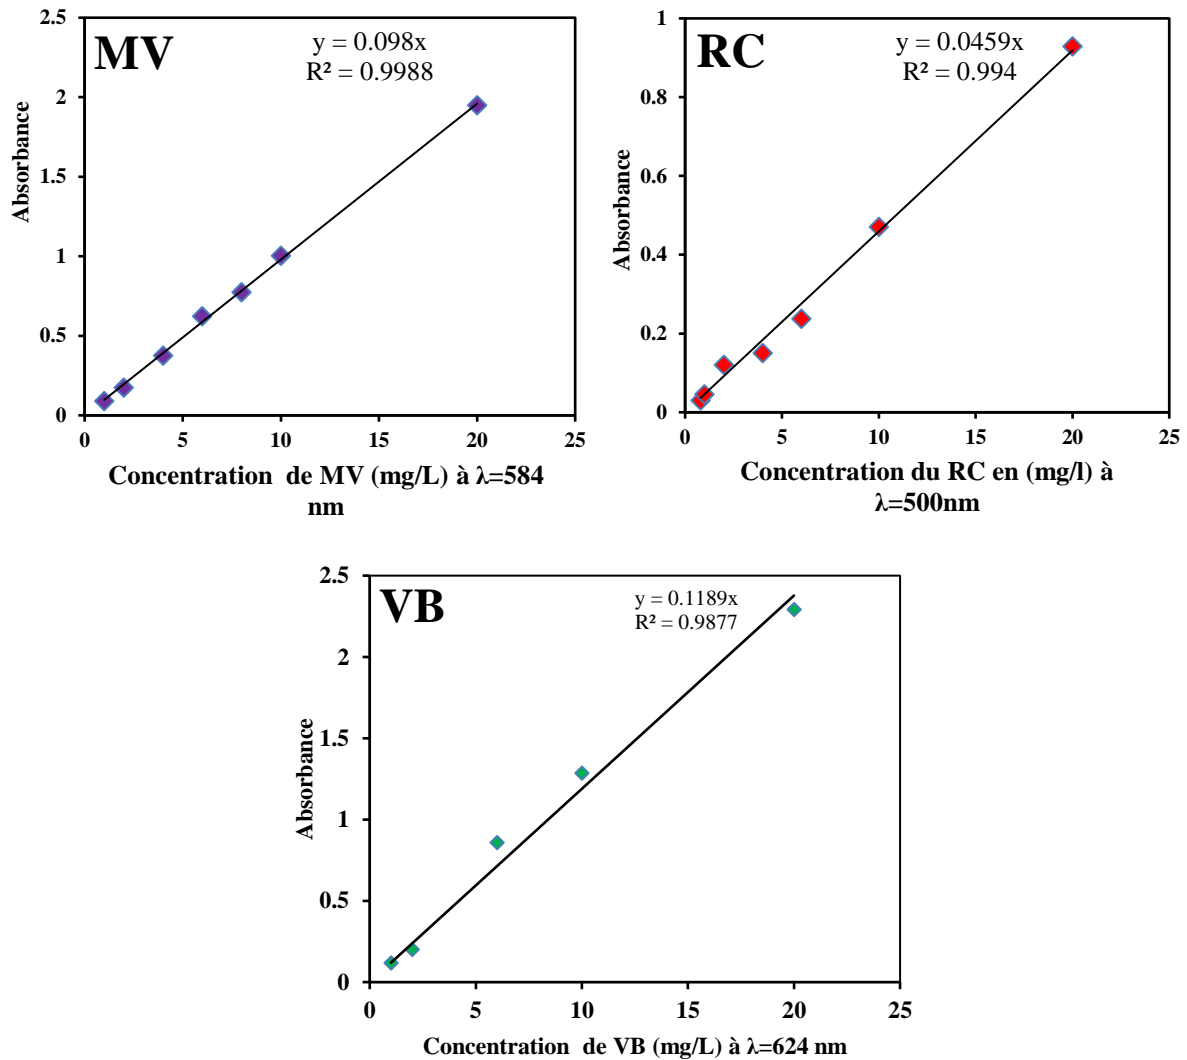 MV
y = 0.098x
R² = 0.9988
Absorbance
2.5
2
1.5
1
0.5
0
0 5 10 15 20 25
Concentration de MV (mg/L) à λ=584
nm
RC
y = 0.0459x
R² = 0.994
Absorbance
1
0.8
0.6
0.4
0.2
0
0 5 10 15 20 25
Concentration du RC en (mg/l) à
λ=500nm
VB
y = 0.1189x
R² = 0.9877
Absorbance
2.5
2
1.5
1
0.5
0
0 5 10 15 20 25
Concentration de VB (mg/L) à λ=624 nm